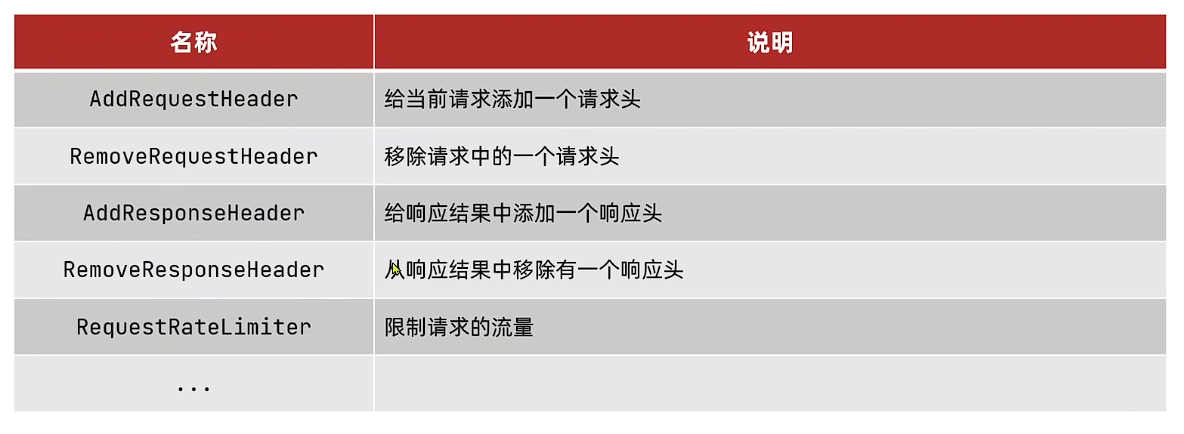 名称 说明
AddRequestHeader 给当前请求添加一个请求头
RemoveRequestHeader 移除请求中的一个请求头
AddResponseHeader 给响应结果中添加一个响应头
RemoveResponseHeader 从响应结果中移除有一个响应头
RequestRateLimiter 限制请求的流量
...